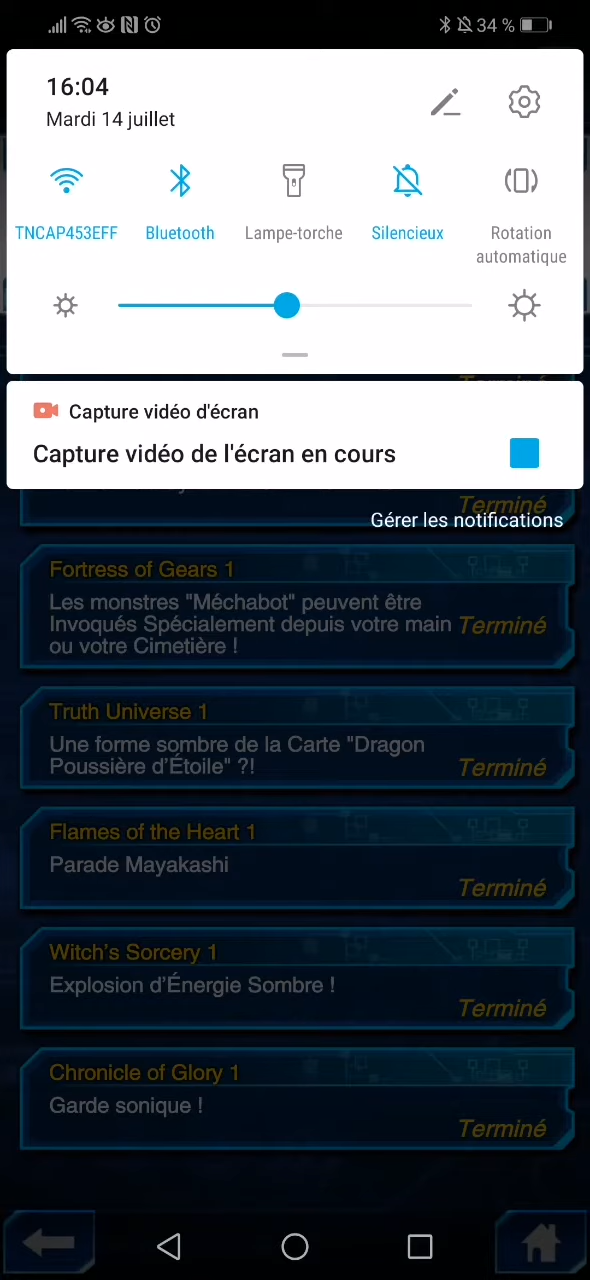 34 %
16:04
Mardi 14 juillet
TNCAP453EFF
Bluetooth
Lampe-torche
Silencieux
Rotation
automatique
Terminé
Capture vidéo d'écran
Capture vidéo de l'écran en cours
Terminé
Gérer les notifications
Fortress of Gears 1
Les monstres "Méchabot" peuvent être
Invoqués Spécialement depuis votre main
ou votre Cimetière !
Terminé
Truth Universe 1
Une forme sombre de la Carte "Dragon
Poussière d'Étoile" ?!
Terminé
Flames of the Heart 1
Parade Mayakashi
Terminé
Witch's Sorcery 1
Explosion d'Énergie Sombre !
Terminé
Chronicle of Glory 1
Garde sonique !
Terminé